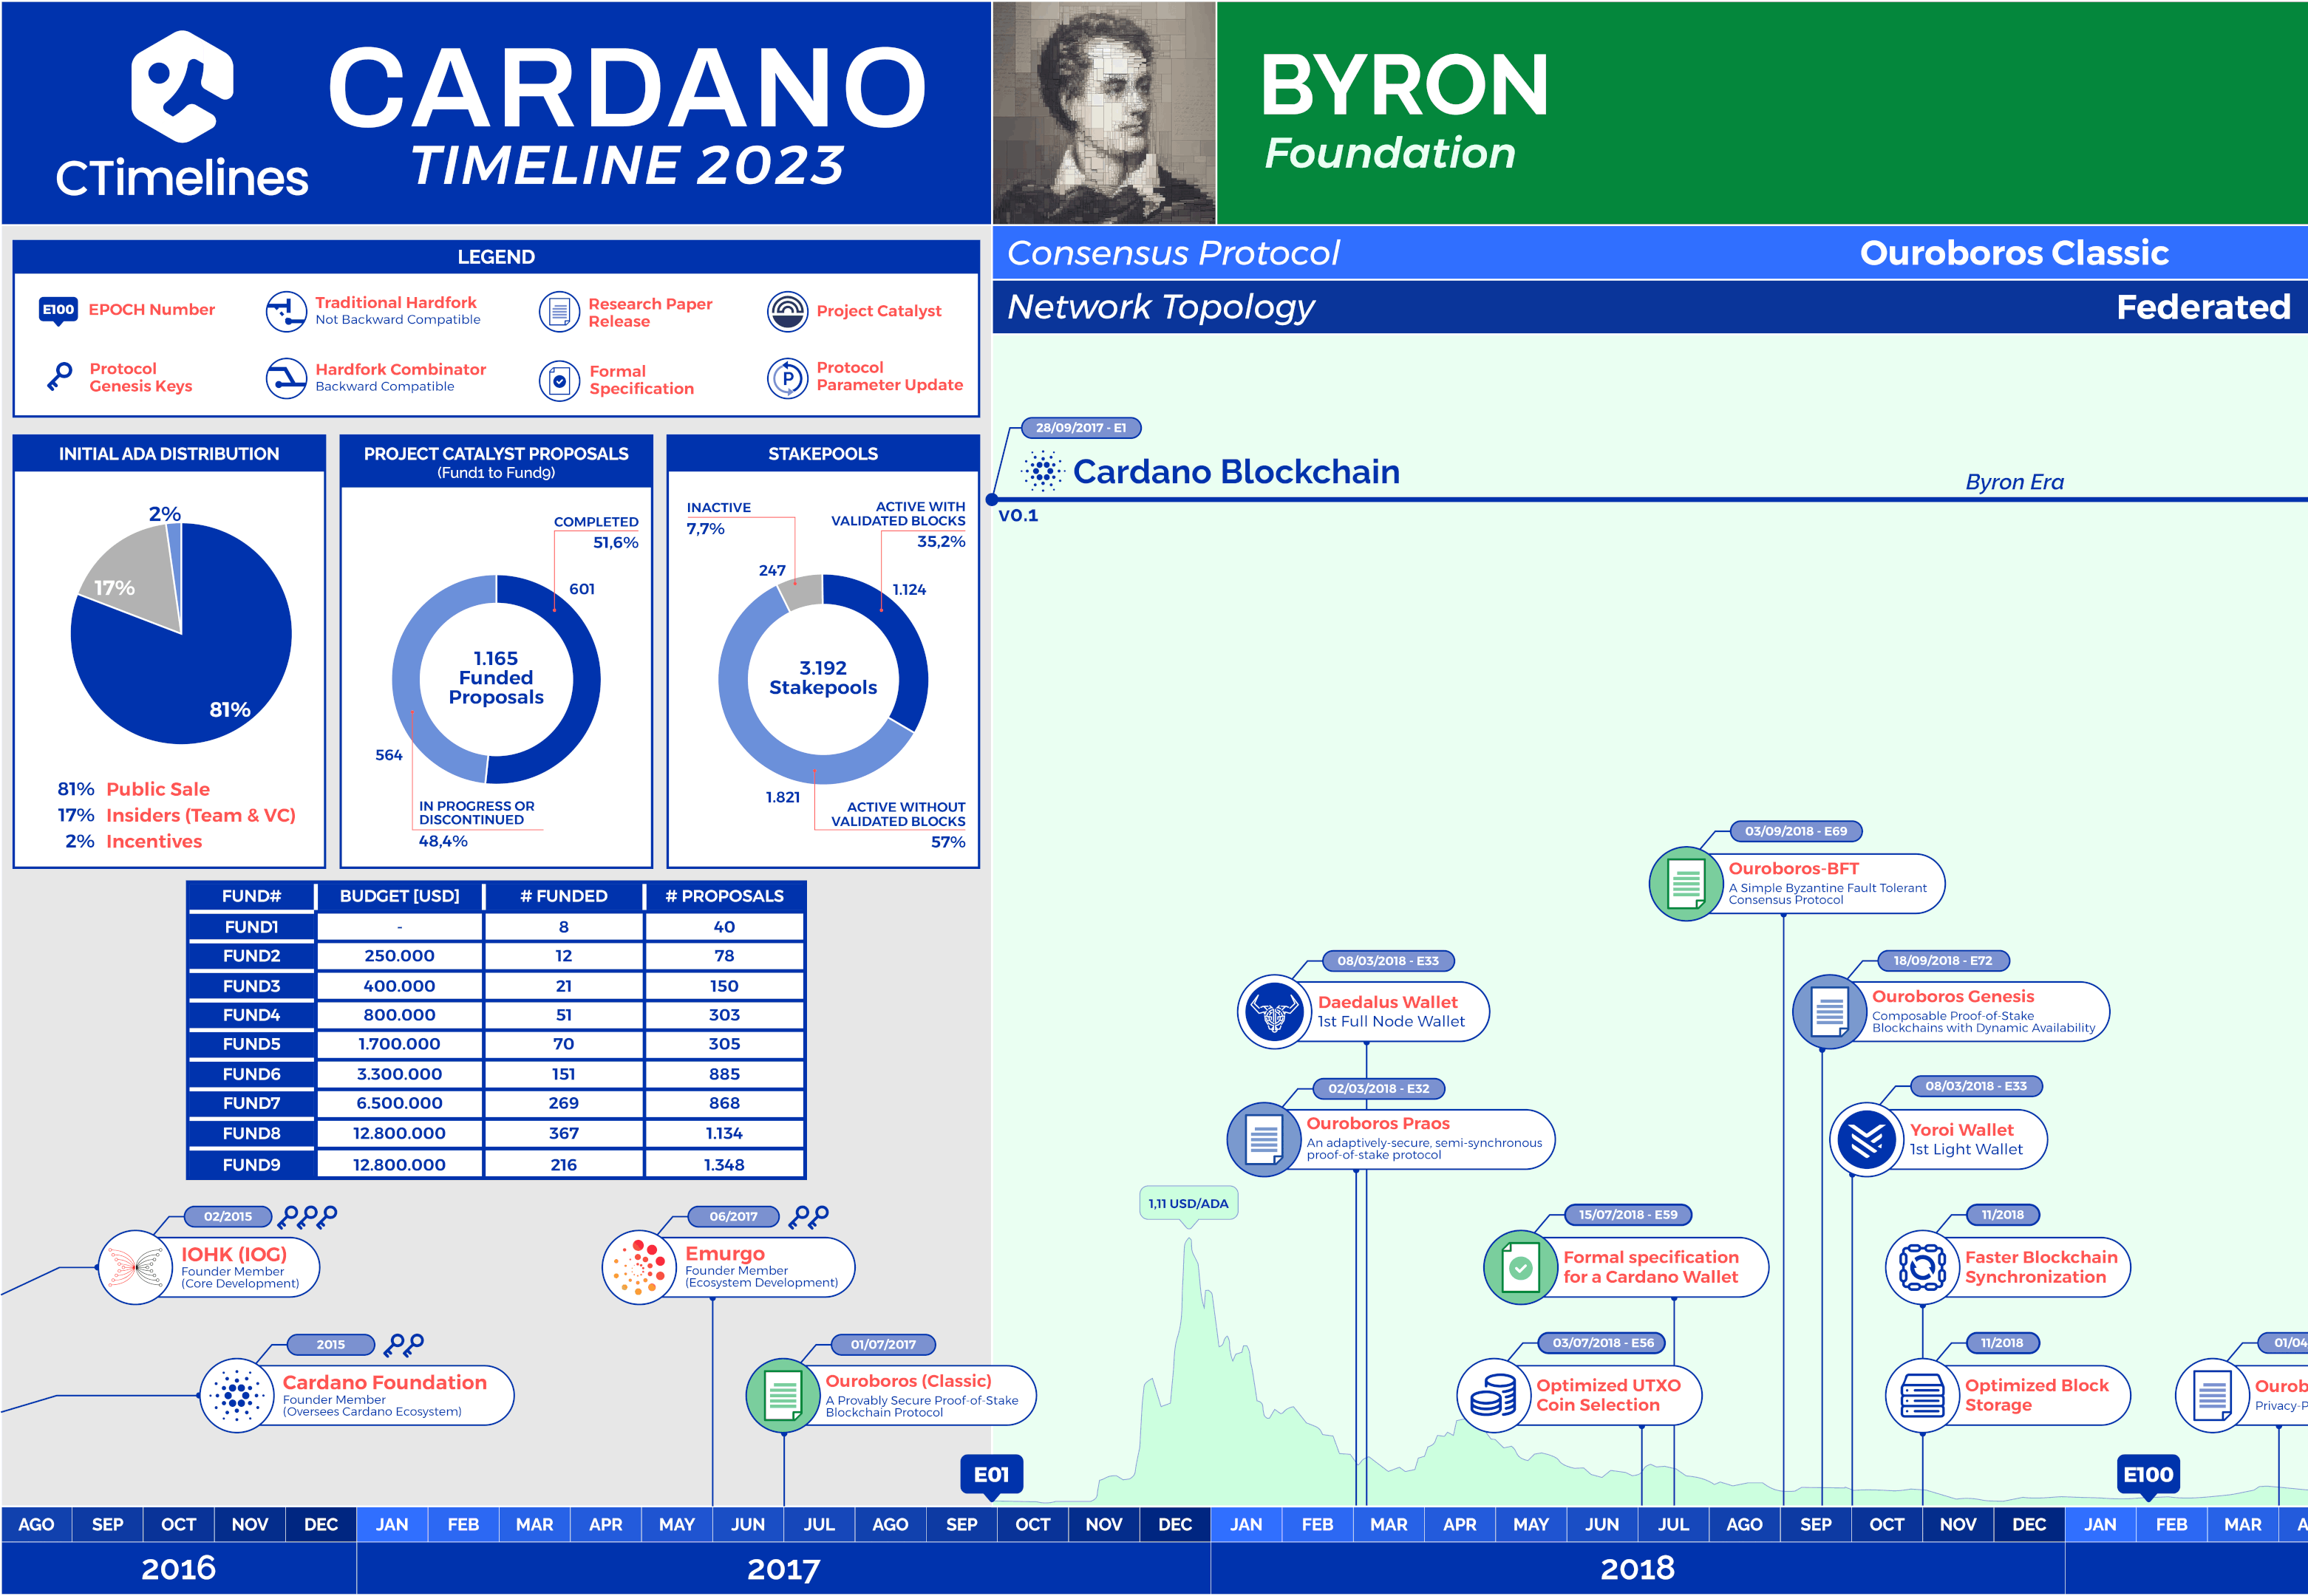 CTimelines
CARDANO
TIMELINE 2023
BYRON
Foundation
Consensus Protocol
Ouroboros Classic
Network Topology
Federated
LEGEND
E100
EPOCH Number
Traditional Hardfork
Not Backward Compatible
Research Paper
Release
Project Catalyst
Protocol
Genesis Keys
Hardfork Combinator
Backward Compatible
Formal
Specification
P
Protocol
Parameter Update
INITIAL ADA DISTRIBUTION
2%
17%
81%
81% Public Sale
17% Insiders (Team & VC)
2% Incentives
PROJECT CATALYST PROPOSALS
(Fund1 to Fund9)
COMPLETED
51,6%
601
1.165
Funded
Proposals
564
IN PROGRESS OR
DISCONTINUED
48,4%
STAKEPOOLS
INACTIVE
7,7%
247
ACTIVE WITH
VALIDATED BLOCKS
35,2%
1.124
3.192
Stakepools
1.821
ACTIVE WITHOUT
VALIDATED BLOCKS
57%
FUND# BUDGET [USD] # FUNDED # PROPOSALS
FUND1 - 8 40
FUND2 250.000 12 78
FUND3 400.000 21 150
FUND4 800.000 51 303
FUND5 1.700.000 70 305
FUND6 3.300.000 151 885
FUND7 6.500.000 269 868
FUND8 12.800.000 367 1.134
FUND9 12.800.000 216 1.348
02/2015
IOHK (IOG)
Founder Member
(Core Development)
2015
Cardano Foundation
Founder Member
(Oversees Cardano Ecosystem)
06/2017
Emurgo
Founder Member
(Ecosystem Development)
01/07/2017
Ouroboros (Classic)
A Provably Secure Proof-of-Stake
Blockchain Protocol
28/09/2017 - E1
Cardano Blockchain
v0.1
Byron Era
03/09/2018 - E69
Ouroboros-BFT
A Simple Byzantine Fault Tolerant
Consensus Protocol
08/03/2018 - E33
Daedalus Wallet
1st Full Node Wallet
18/09/2018 - E72
Ouroboros Genesis
Composable Proof-of-Stake
Blockchains with Dynamic Availability
02/03/2018 - E32
Ouroboros Praos
An adaptively-secure, semi-synchronous
proof-of-stake protocol
08/03/2018 - E33
Yoroi Wallet
1st Light Wallet
1,11 USD/ADA
15/07/2018 - E59
Formal specification
for a Cardano Wallet
11/2018
Faster Blockchain
Synchronization
03/07/2018 - E56
Optimized UTXO
Coin Selection
11/2018
Optimized Block
Storage
01/04
Ourob
Privacy-P
E01
E100
AGO SEP OCT NOV DEC JAN FEB MAR APR MAY JUN JUL AGO SEP OCT NOV DEC JAN FEB MAR APR MAY JUN JUL AGO SEP OCT NOV DEC JAN FEB MAR A
2016 2017 2018